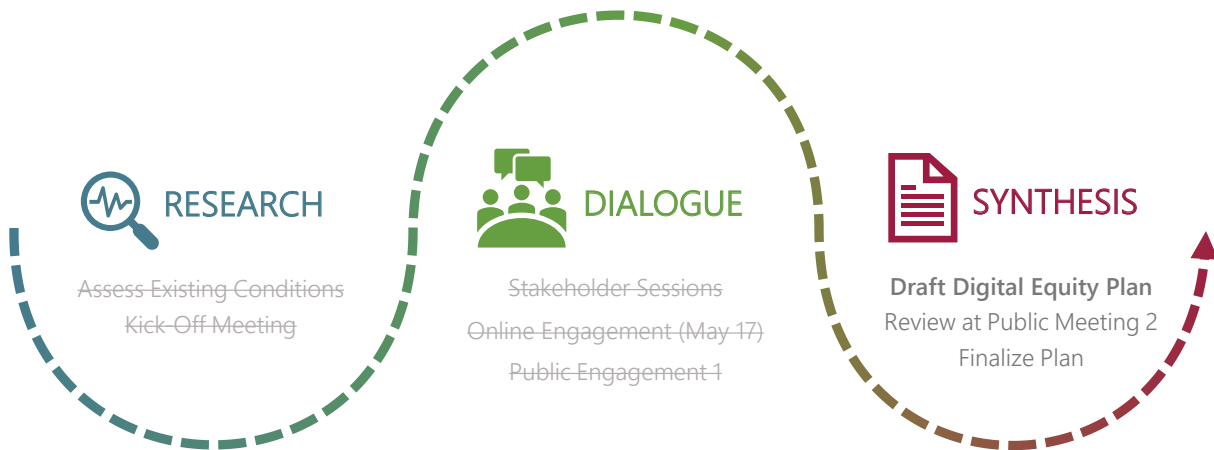 RESEARCH
Assess Existing Conditions
Kick-Off Meeting
DIALOGUE
Stakeholder Sessions
Online Engagement (May 17)
Public Engagement 1
SYNTHESIS
Draft Digital Equity Plan
Review at Public Meeting 2
Finalize Plan